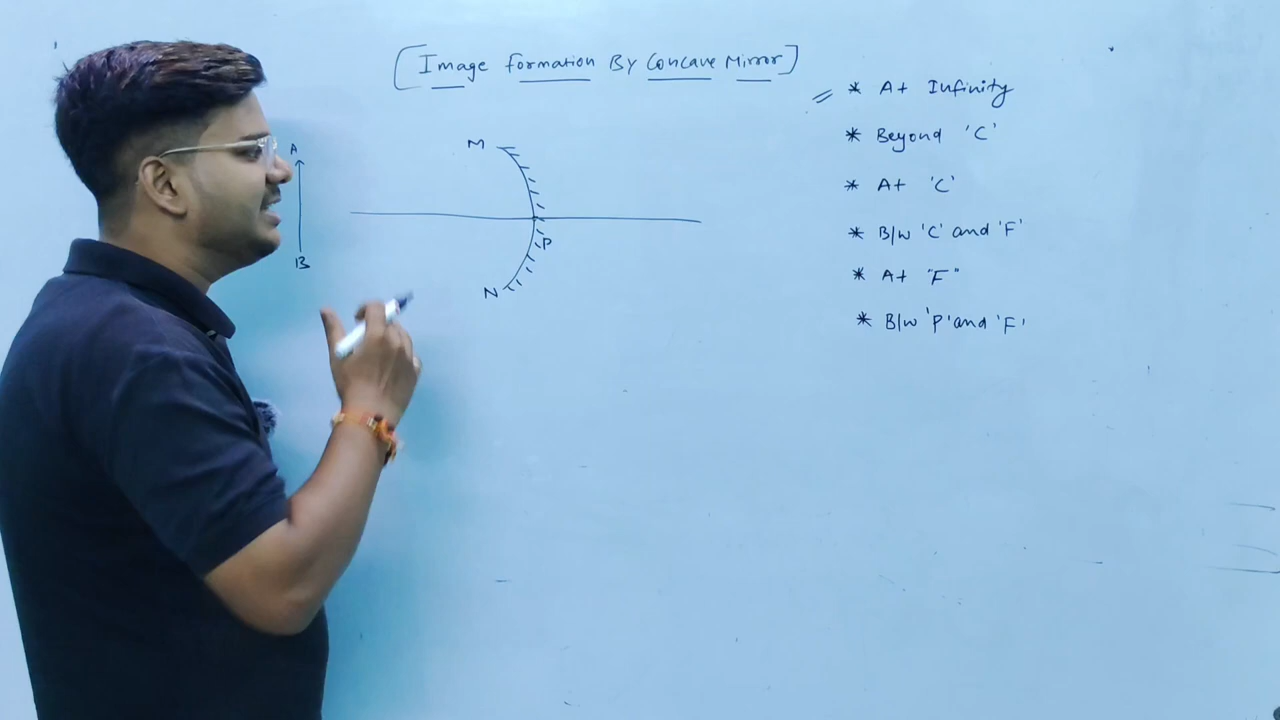 [Image formation By Concave Mirror]
* At Infinity
* Beyond 'C'
* At 'C'
* B/w 'C' and 'F'
* At "F"
* B/w 'P' and 'F'
A
B
M
P
N